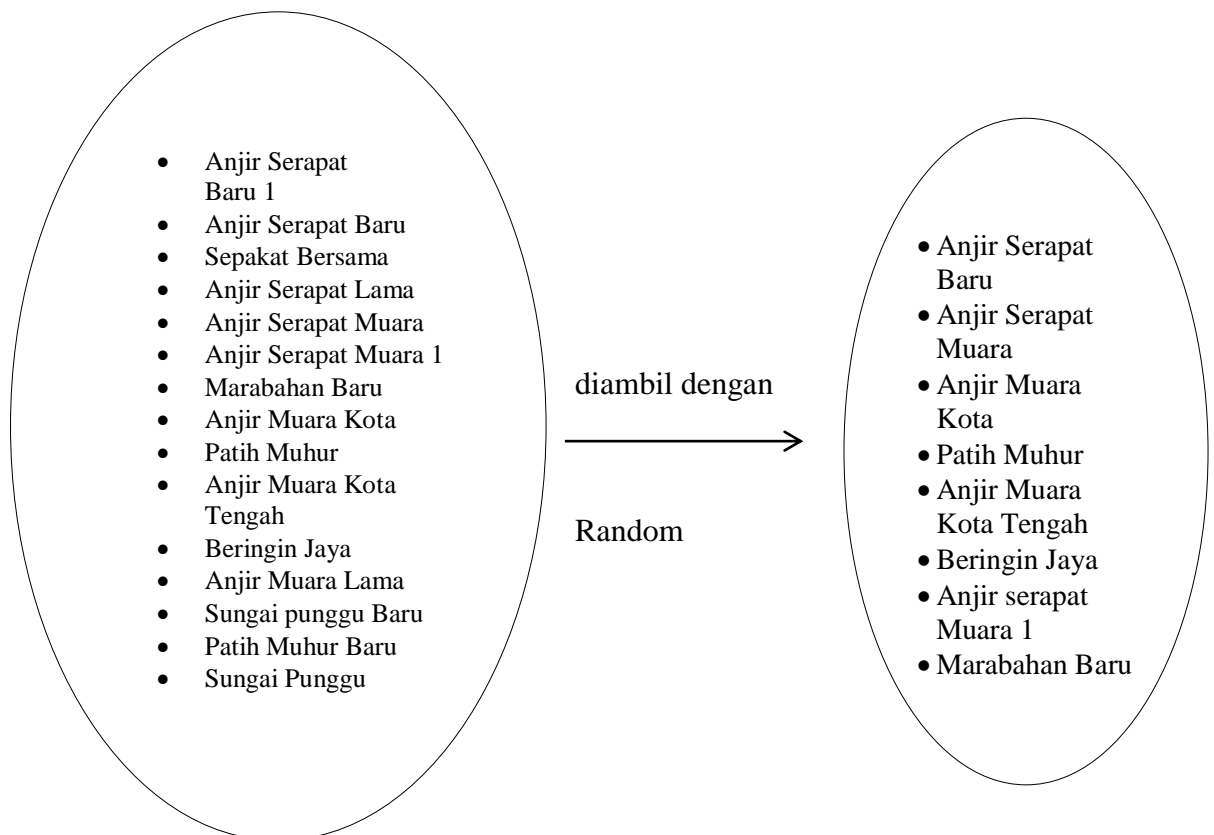 • Anjir Serapat
Baru 1
• Anjir Serapat Baru
• Sepakat Bersama
• Anjir Serapat Lama
• Anjir Serapat Muara
• Anjir Serapat Muara 1
• Marabahan Baru
• Anjir Muara Kota
• Patih Muhur
• Anjir Muara Kota
Tengah
• Beringin Jaya
• Anjir Muara Lama
• Sungai punggu Baru
• Patih Muhur Baru
• Sungai Punggu
diambil dengan
Random
• Anjir Serapat
Baru
• Anjir Serapat
Muara
• Anjir Muara
Kota
• Patih Muhur
• Anjir Muara
Kota Tengah
• Beringin Jaya
• Anjir serapat
Muara 1
• Marabahan Baru